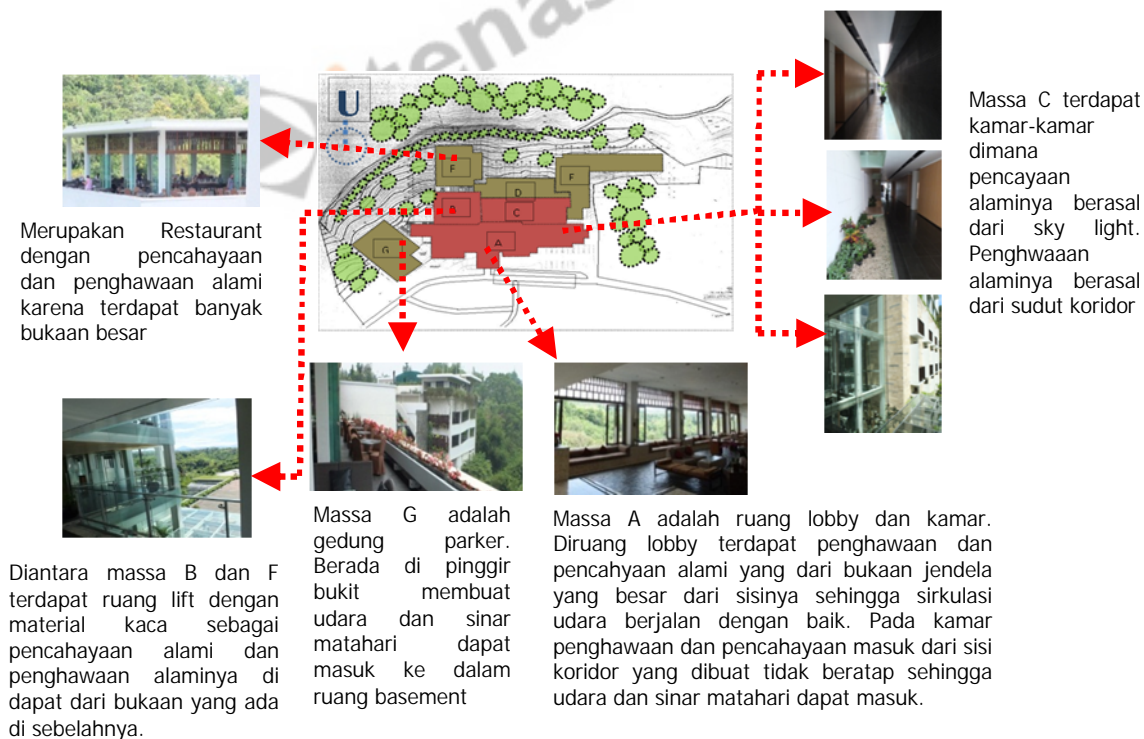 itenas
U
F
F
D
B
C
G
A
Merupakan Restaurant
dengan pencahayaan
dan penghawaan alami
karena terdapat banyak
bukaan besar
Massa C terdapat
kamar-kamar
dimana
pencayaan
alaminya berasal
dari sky light.
Penghwaaan
alaminya berasal
dari sudut koridor
Diantara massa B dan F
terdapat ruang lift dengan
material kaca sebagai
pencahayaan alami dan
penghawaan alaminya di
dapat dari bukaan yang ada
di sebelahnya.
Massa G adalah
gedung parker.
Berada di pinggir
bukit membuat
udara dan sinar
matahari dapat
masuk ke dalam
ruang basement
Massa A adalah ruang lobby dan kamar.
Diruang lobby terdapat penghawaan dan
pencahyaan alami yang dari bukaan jendela
yang besar dari sisinya sehingga sirkulasi
udara berjalan dengan baik. Pada kamar
penghawaan dan pencahayaan masuk dari sisi
koridor yang dibuat tidak beratap sehingga
udara dan sinar matahari dapat masuk.